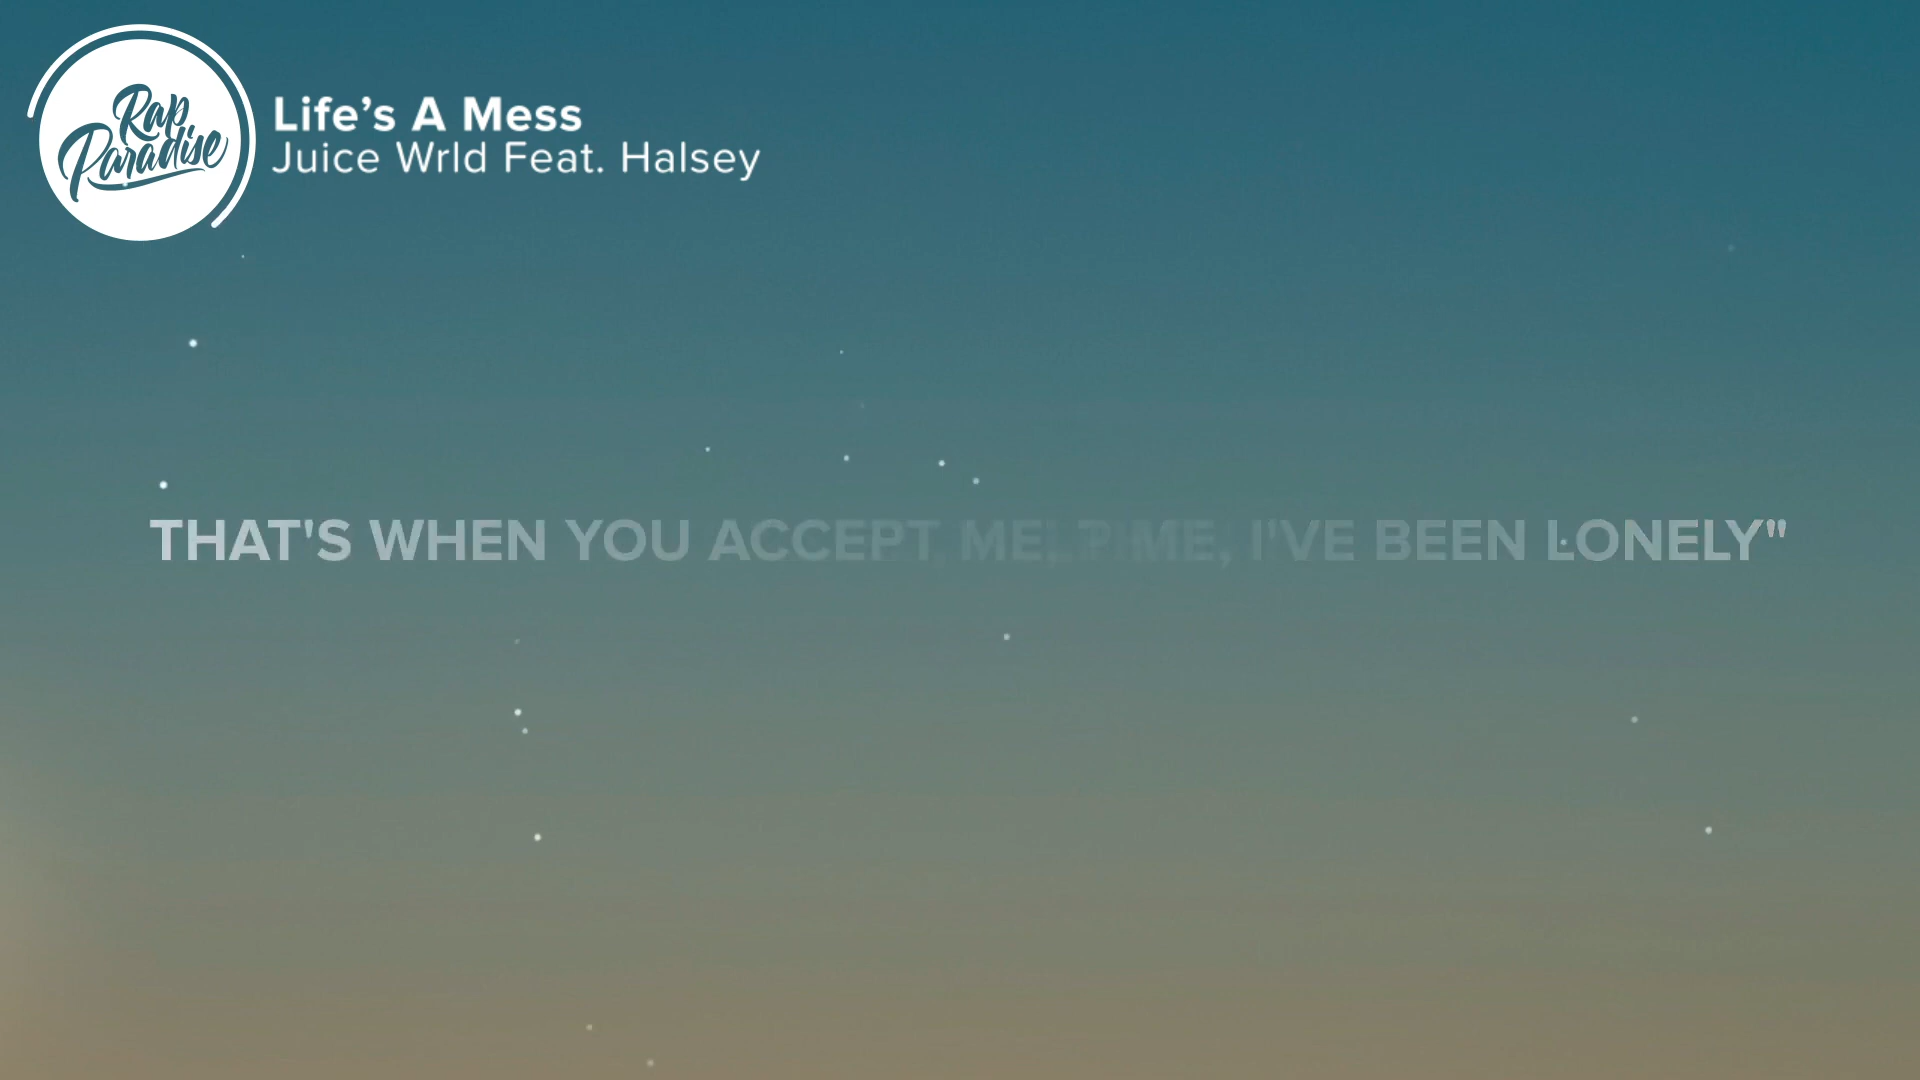 Rap
Paradise
Life’s A Mess
Juice Wrld Feat. Halsey
THAT'S WHEN YOU ACCEPT ME, I'VE BEEN LONELY"